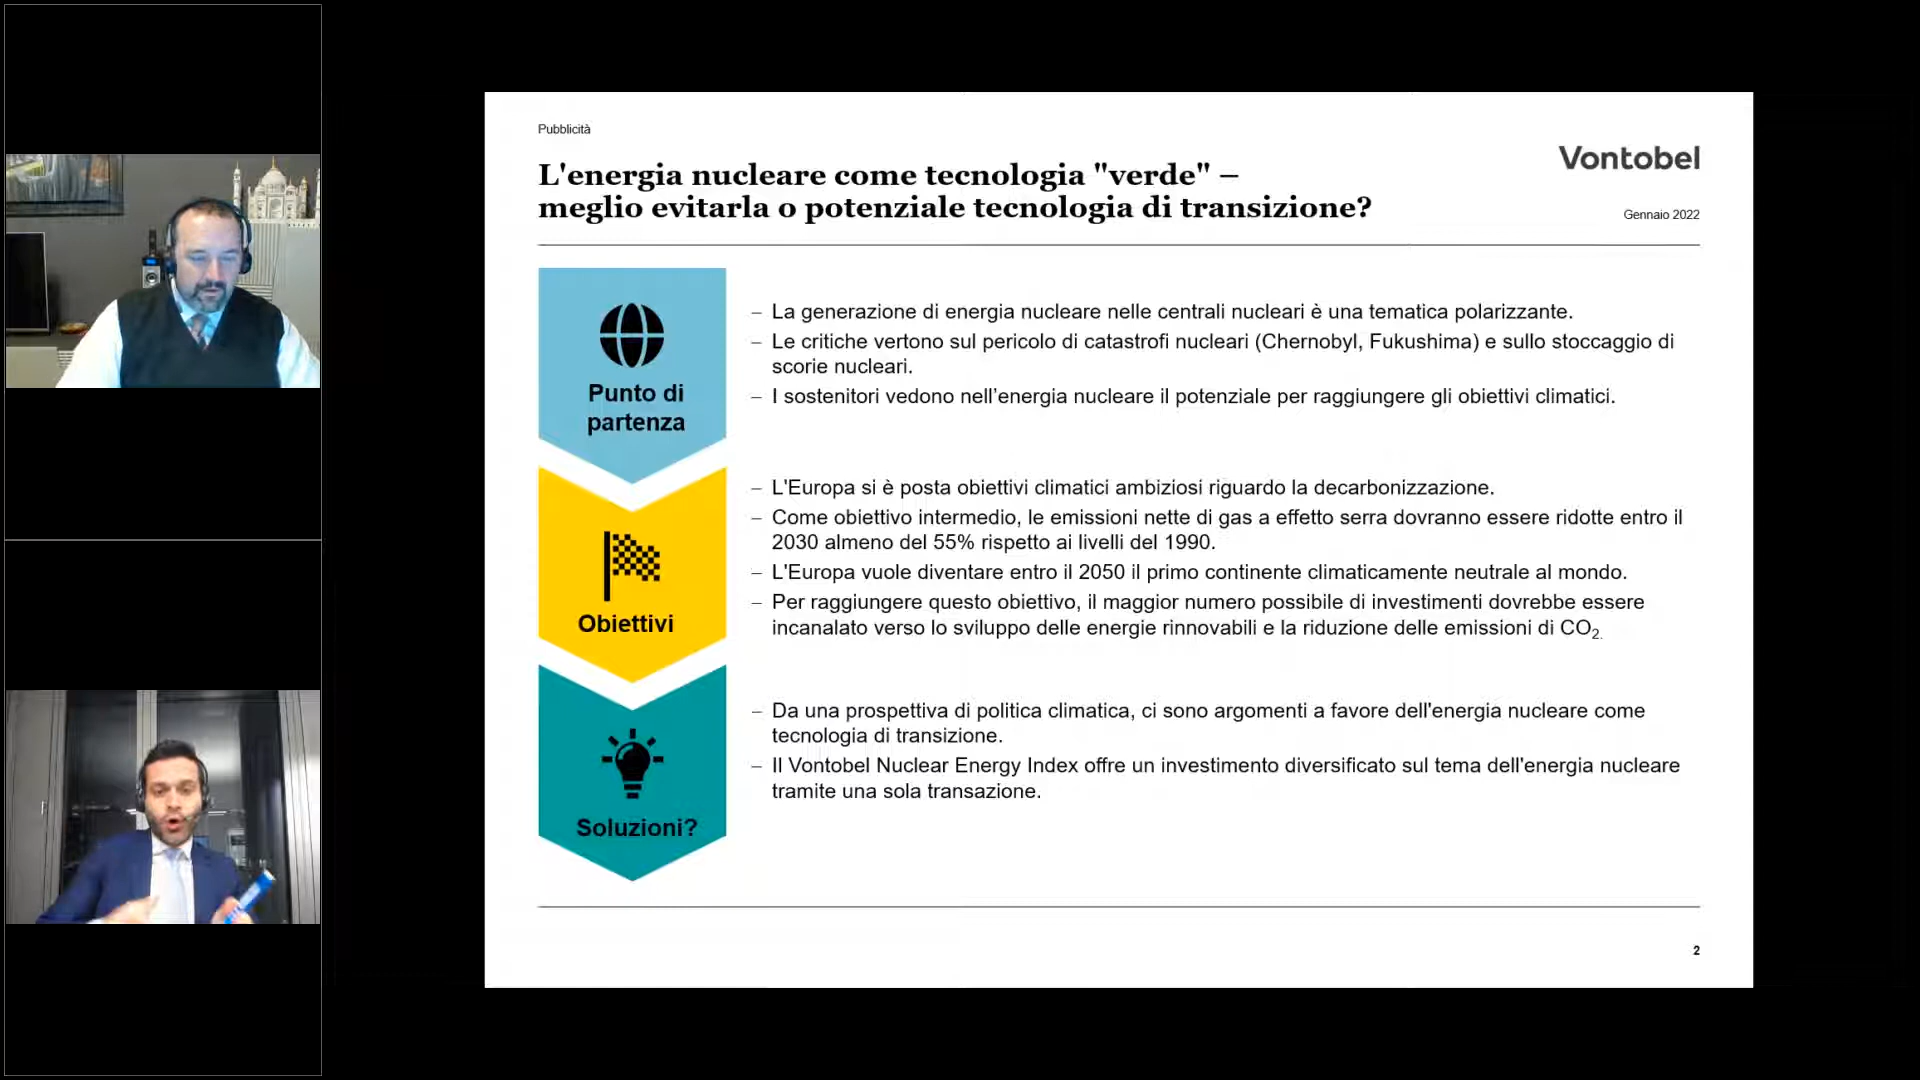 Pubblicità
L'energia nucleare come tecnologia "verde" –
meglio evitarla o potenziale tecnologia di transizione?
Vontobel
Gennaio 2022
Punto di
partenza
– La generazione di energia nucleare nelle centrali nucleari è una tematica polarizzante.
– Le critiche vertono sul pericolo di catastrofi nucleari (Chernobyl, Fukushima) e sullo stoccaggio di
scorie nucleari.
– I sostenitori vedono nell’energia nucleare il potenziale per raggiungere gli obiettivi climatici.
Obiettivi
– L'Europa si è posta obiettivi climatici ambiziosi riguardo la decarbonizzazione.
– Come obiettivo intermedio, le emissioni nette di gas a effetto serra dovranno essere ridotte entro il
2030 almeno del 55% rispetto ai livelli del 1990.
– L'Europa vuole diventare entro il 2050 il primo continente climaticamente neutrale al mondo.
– Per raggiungere questo obiettivo, il maggior numero possibile di investimenti dovrebbe essere
incanalato verso lo sviluppo delle energie rinnovabili e la riduzione delle emissioni di CO₂.
Soluzioni?
– Da una prospettiva di politica climatica, ci sono argomenti a favore dell'energia nucleare come
tecnologia di transizione.
– Il Vontobel Nuclear Energy Index offre un investimento diversificato sul tema dell'energia nucleare
tramite una sola transazione.
2